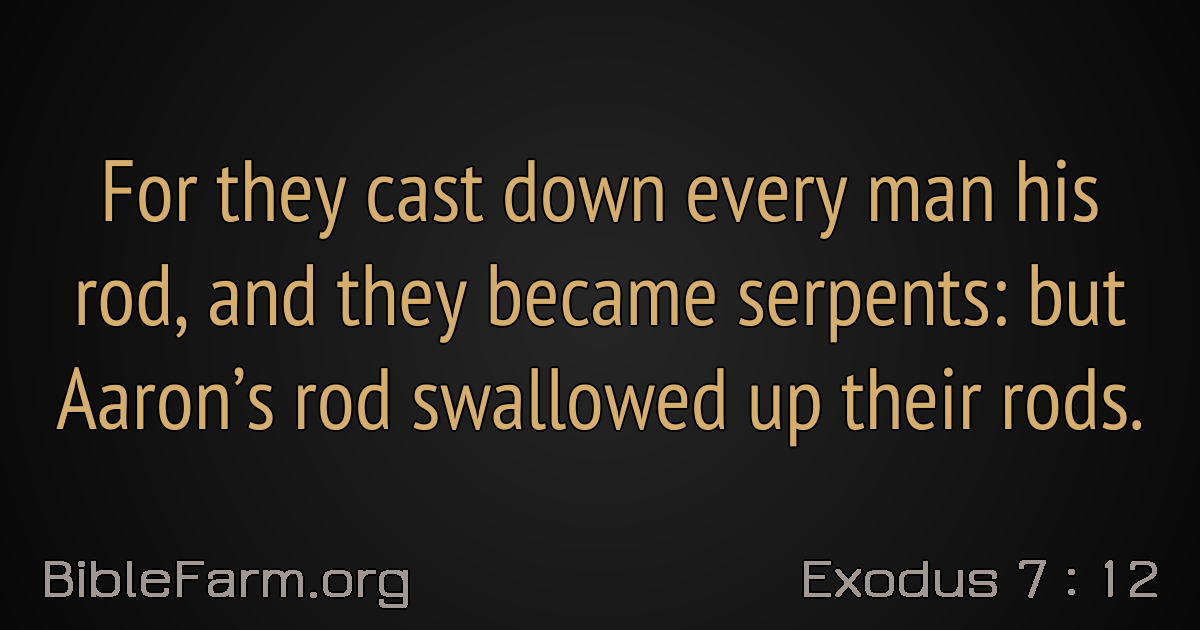 For they cast down every man his
rod, and they became serpents: but
Aaron’s rod swallowed up their rods.
BibleFarm.org
Exodus 7 : 12